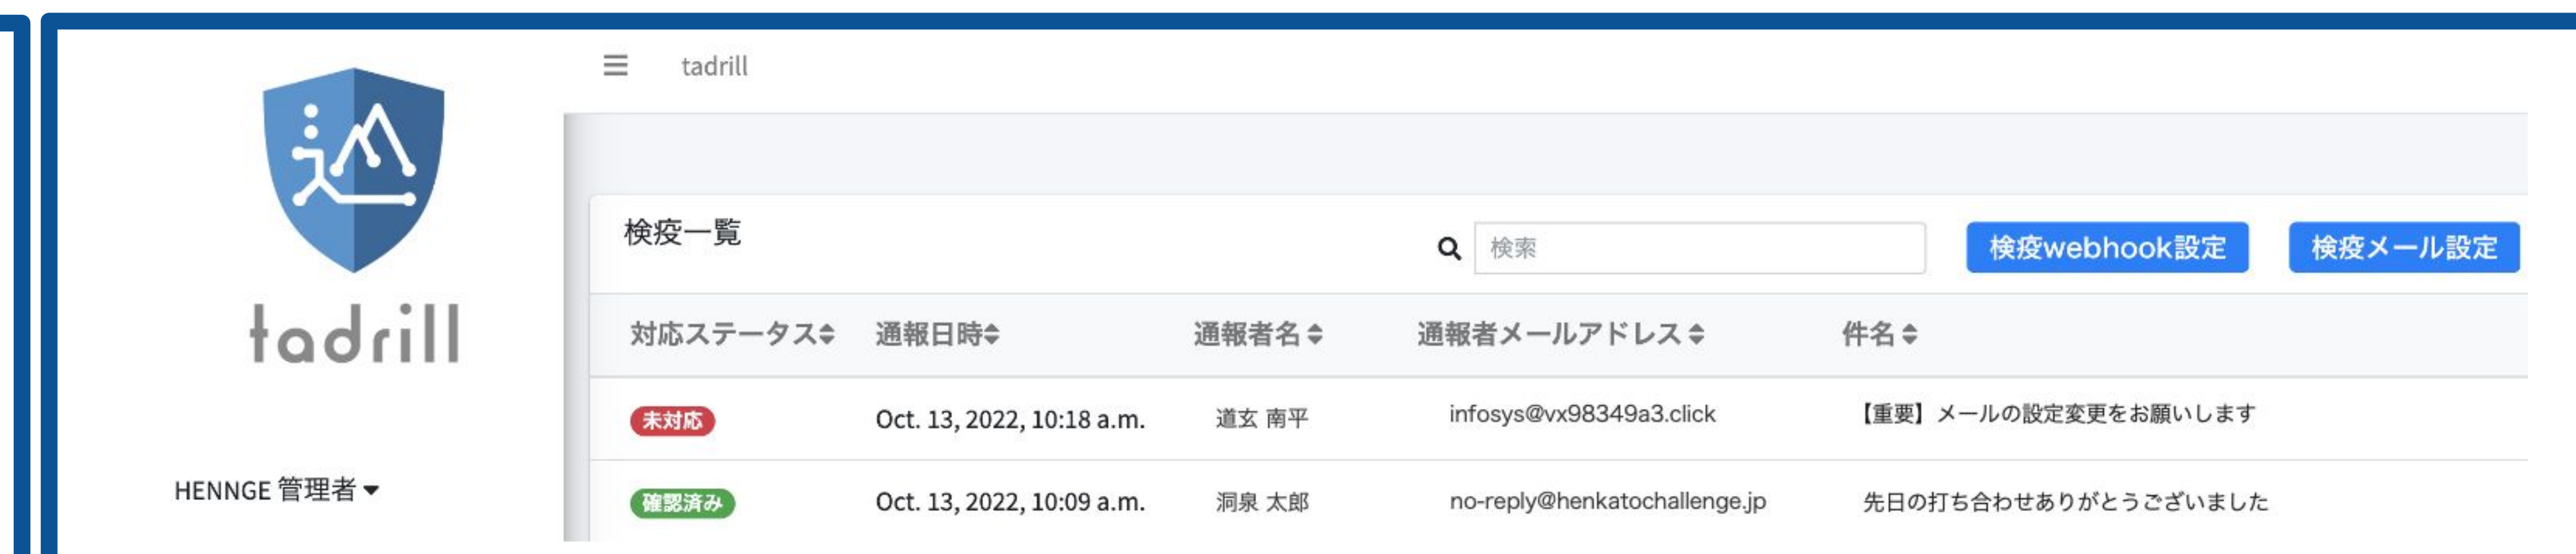 tadrill
HENNGE 管理者
tadrill
検疫一覧
検索
検疫webhook設定
検疫メール設定
対応ステータス 通報日時 通報者名 通報者メールアドレス 件名
未対応 Oct. 13, 2022, 10:18 a.m. 道玄 南平 infosys@vx98349a3.click 【重要】メールの設定変更をお願いします
確認済み Oct. 13, 2022, 10:09 a.m. 洞泉 太郎 no-reply@henkatochallenge.jp 先日の打ち合わせありがとうございました